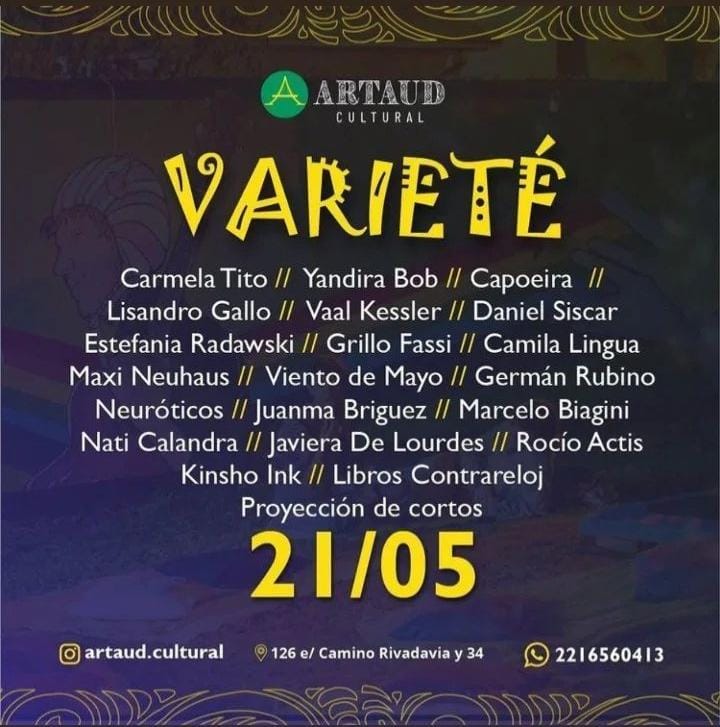 ARTAUD
CULTURAL
VARIETÉ
Carmela Tito // Yandira Bob // Capoeira //
Lisandro Gallo // Vaal Kessler // Daniel Siscar
Estefania Radawski // Grillo Fassi // Camila Lingua
Maxi Neuhaus // Viento de Mayo // Germán Rubino
Neuróticos // Juanma Briguez // Marcelo Biagini
Nati Calandra // Javiera De Lourdes // Rocío Actis
Kinsho Ink // Libros Contrareloj
Proyección de cortos
21/05
artaud.cultural 126 e/ Camino Rivadavia y 34 2216560413